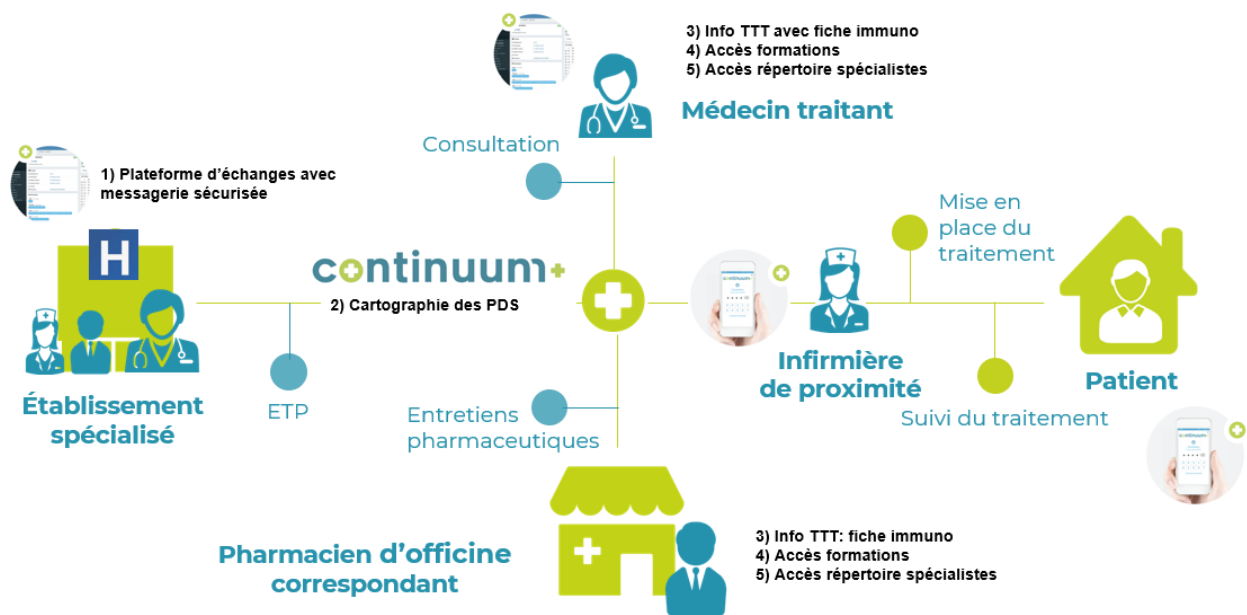 3) Info TTT avec fiche immuno
4) Accès formations
5) Accès répertoire spécialistes
Médecin traitant
Consultation
1) Plateforme d'échanges avec
messagerie sécurisée
H
Mise en
place du
traitement
continuum+
2) Cartographie des PDS
Infirmière
de proximité
Patient
Établissement
spécialisé
ETP
Entretiens
pharmaceutiques
Suivi du traitement
Pharmacien d'officine
correspondant
3) Info TTT: fiche immuno
4) Accès formations
5) Accès répertoire spécialistes
continuum+
continuum+